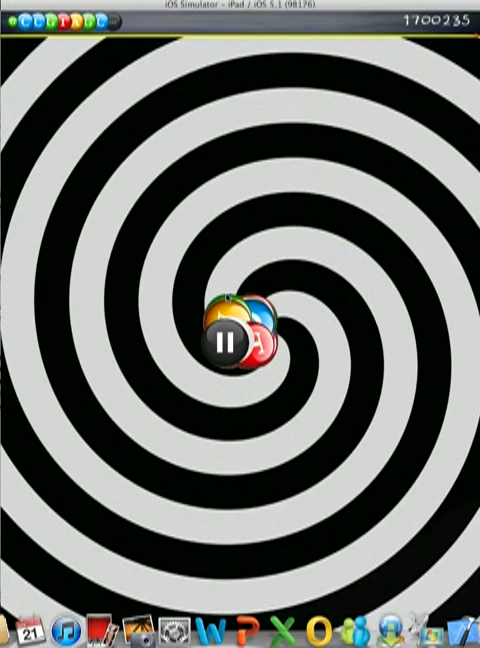 iOS Simulator – iPad / iOS 5.1 (9B176)
1700235
A
21
W
P
X
O